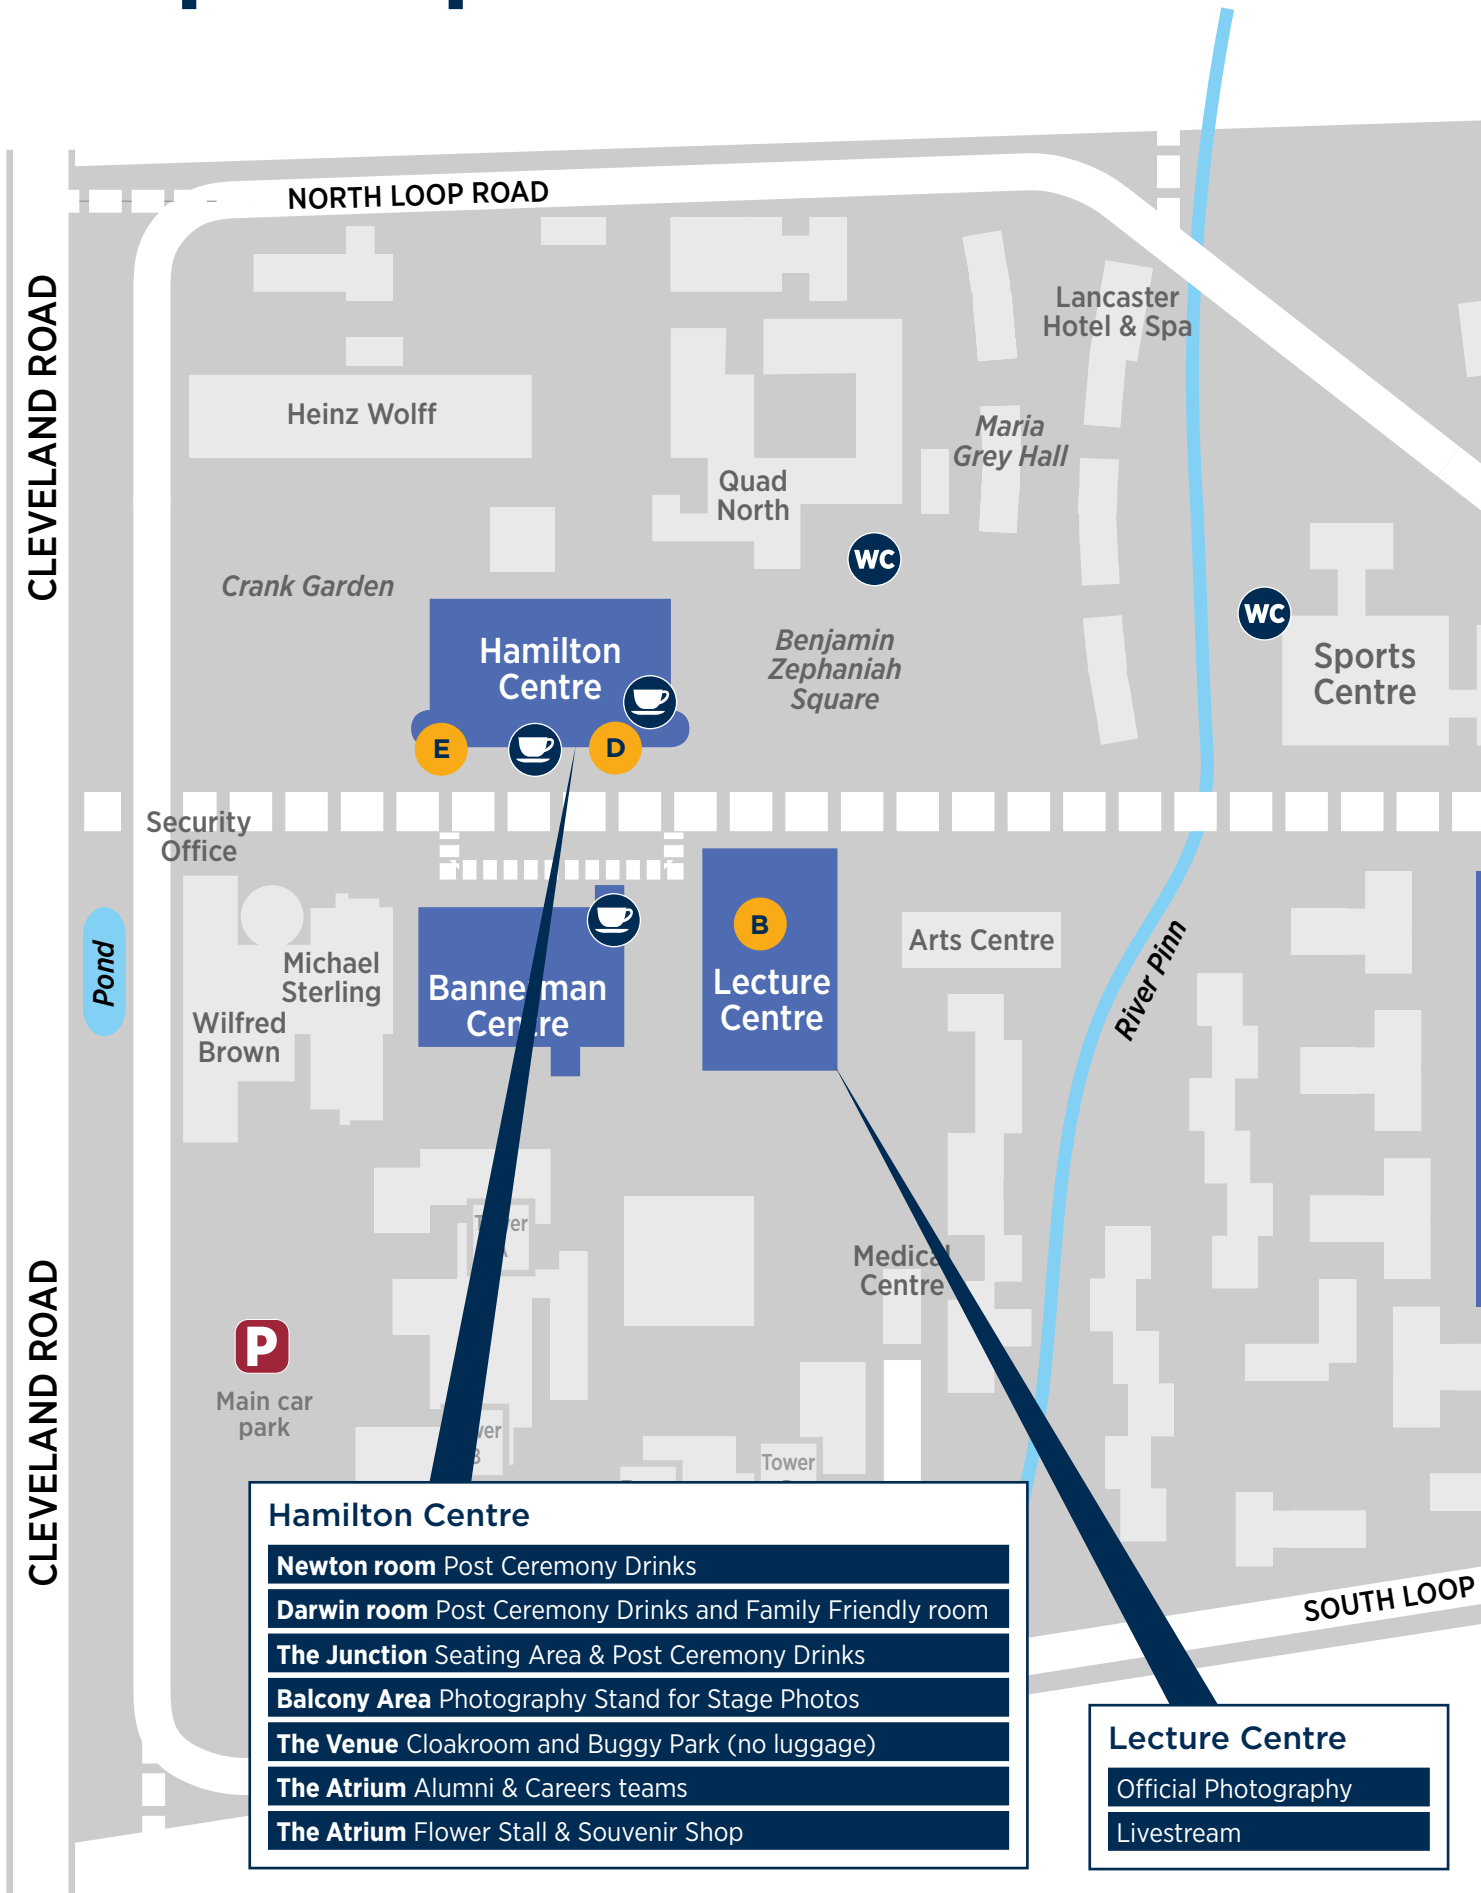 NORTH LOOP ROAD
CLEVELAND ROAD
Lancaster
Hotel & Spa
Heinz Wolff
Maria
Grey Hall
Quad
North
WC
Crank Garden
WC
Hamilton
Centre
Benjamin
Zephaniah
Square
Sports
Centre
E
D
Security
Office
B
Pond
Michael
Sterling
Bannerman
Centre
Lecture
Centre
Arts Centre
River Pinn
Wilfred
Brown
Tower
A
Medical
Centre
CLEVELAND ROAD
P
Main car
park
Tower
B
Tower
SOUTH LOOP
Hamilton Centre
Newton room Post Ceremony Drinks
Darwin room Post Ceremony Drinks and Family Friendly room
The Junction Seating Area & Post Ceremony Drinks
Balcony Area Photography Stand for Stage Photos
The Venue Cloakroom and Buggy Park (no luggage)
The Atrium Alumni & Careers teams
The Atrium Flower Stall & Souvenir Shop
Lecture Centre
Official Photography
Livestream